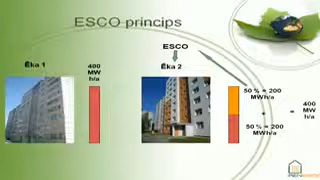 ESCO princips
ESCO
Ēka 1
400
MW
h/a
Ēka 2
50 % = 200
MWh/a
=
400
MW
h/a
50 % = 200
MWh/a